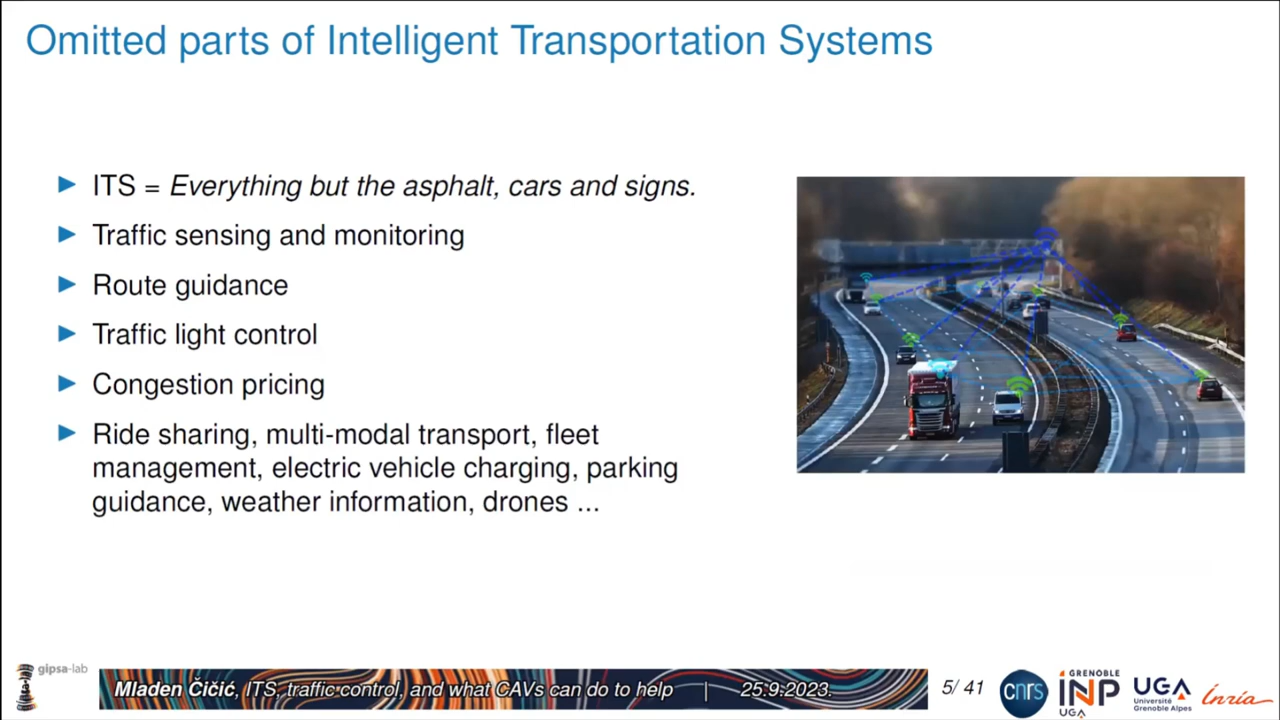 Omitted parts of Intelligent Transportation Systems
ITS = Everything but the asphalt, cars and signs.
Traffic sensing and monitoring
Route guidance
Traffic light control
Congestion pricing
Ride sharing, multi-modal transport, fleet
management, electric vehicle charging, parking
guidance, weather information, drones ...
gipsa-lab
Mladen Čičić, ITS, traffic control, and what CAVs can do to help | 25.9.2023.
5/ 41
cnrs
GRENOBLE
INP
UGA
UGA
Université
Grenoble Alpes
Inria